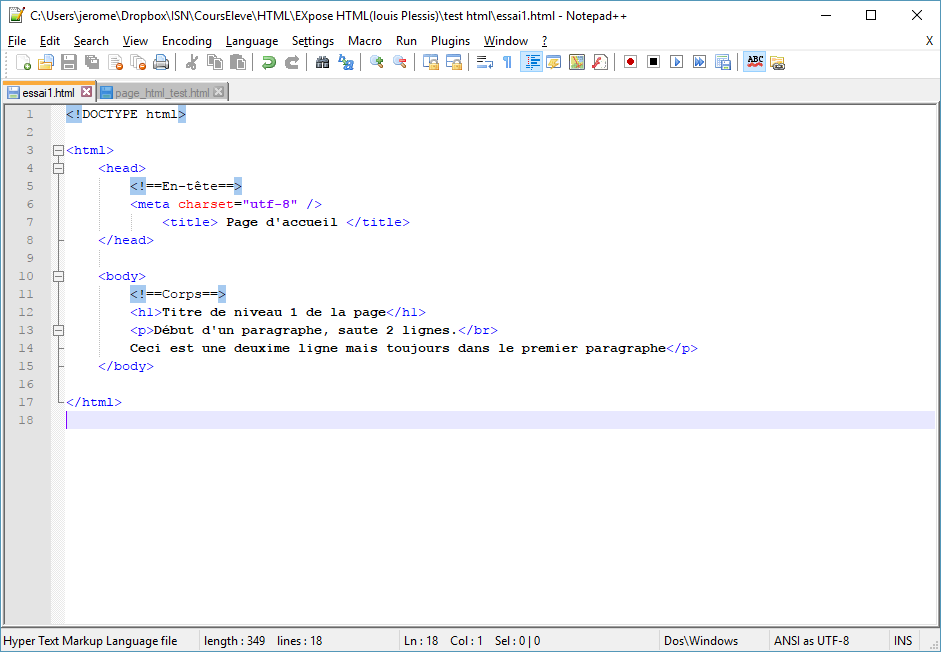 C:\Users\jerome\Dropbox\ISN\CoursEleve\HTML\EXpose HTML(louis Plessis)\test html\essai1.html - Notepad++
File Edit Search View Encoding Language Settings Macro Run Plugins Window ? X
ABC
essai1.html page_html_test.html
1 <!DOCTYPE html>
2
3 <html>
4 <head>
5 <!==En-tête==>
6 <meta charset="utf-8" />
7 <title> Page d'accueil </title>
8 </head>
9
10 <body>
11 <!==Corps==>
12 <h1>Titre de niveau 1 de la page</h1>
13 <p>Début d'un paragraphe, saute 2 lignes.</br>
14 Ceci est une deuxime ligne mais toujours dans le premier paragraphe</p>
15 </body>
16
17 </html>
18
Hyper Text Markup Language file length : 349 lines : 18 Ln : 18 Col : 1 Sel : 0 | 0 Dos\Windows ANSI as UTF-8 INS